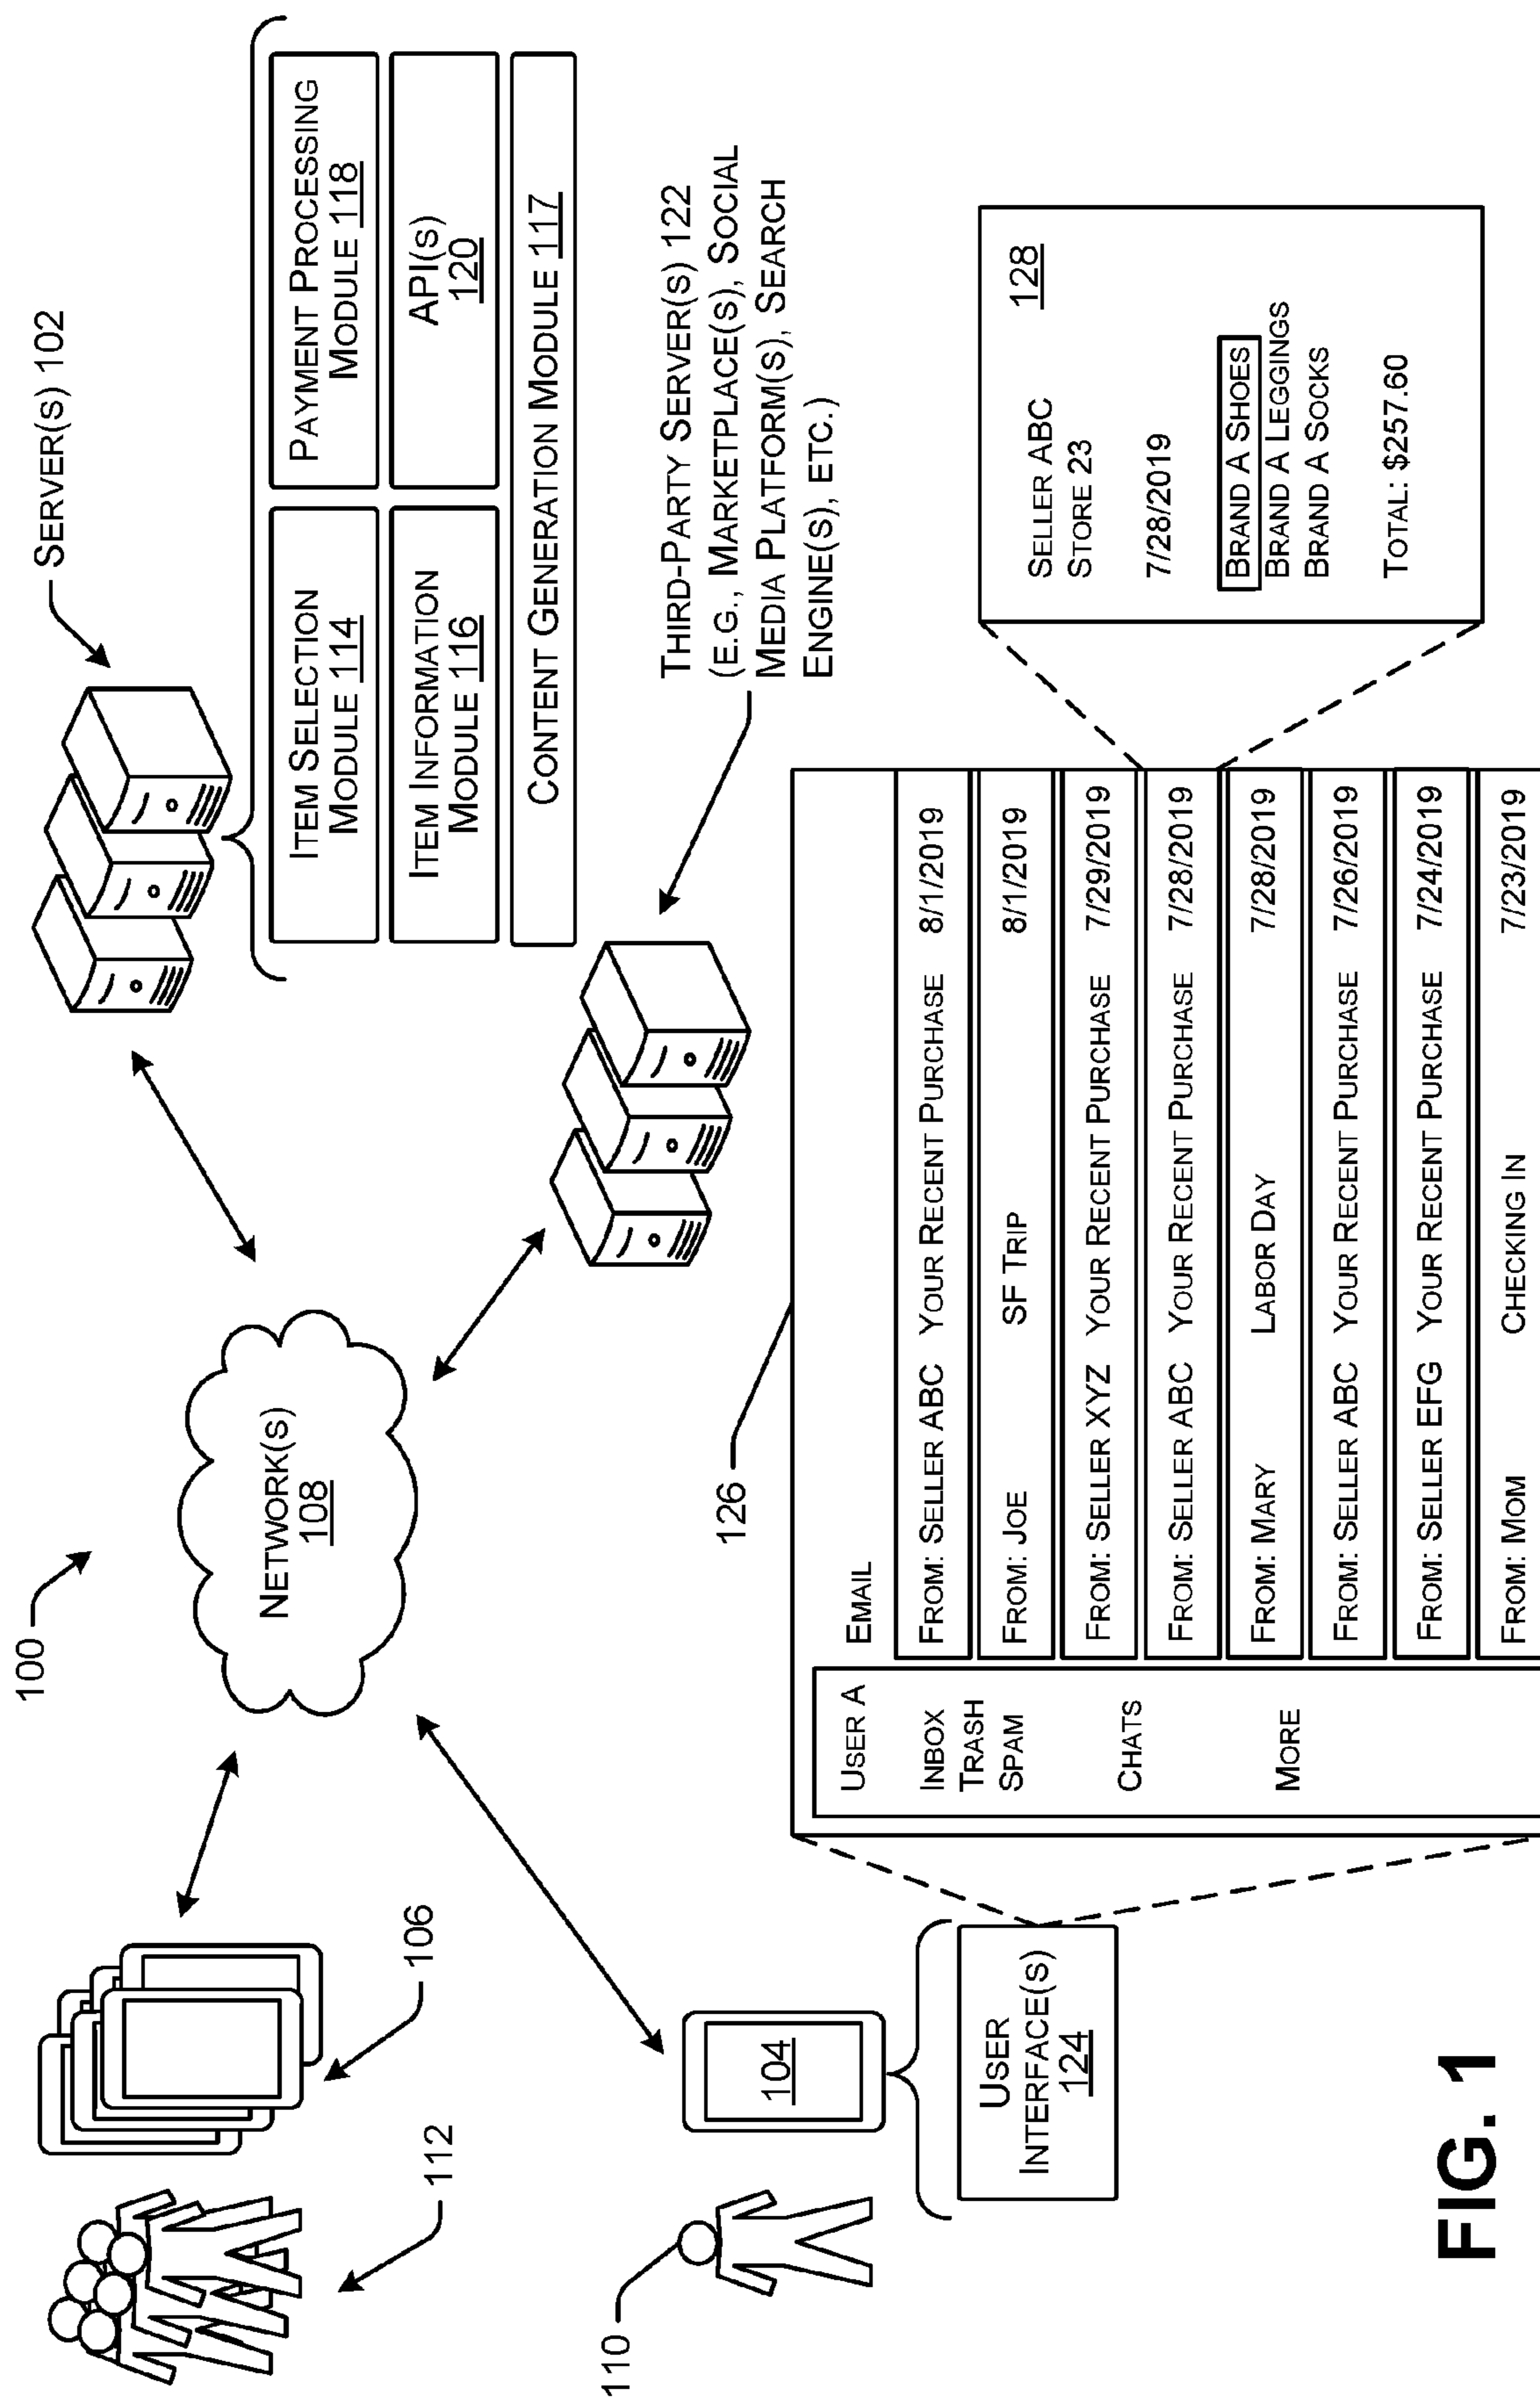 100
SERVER(S) 102
NETWORK(S)
108
106
112
ITEM SELECTION
MODULE 114
PAYMENT PROCESSING
MODULE 118
ITEM INFORMATION
MODULE 116
API(S)
120
CONTENT GENERATION MODULE 117
THIRD-PARTY SERVER(S) 122
(E.G., MARKETPLACE(S), SOCIAL
MEDIA PLATFORM(S), SEARCH
ENGINE(S), ETC.)
110
104
USER
INTERFACE(S)
124
126
USER A
INBOX
TRASH
SPAM
CHATS
MORE
EMAIL
FROM: SELLER ABC YOUR RECENT PURCHASE 8/1/2019
FROM: JOE SF TRIP 8/1/2019
FROM: SELLER XYZ YOUR RECENT PURCHASE 7/29/2019
FROM: SELLER ABC YOUR RECENT PURCHASE 7/28/2019
FROM: MARY LABOR DAY 7/28/2019
FROM: SELLER ABC YOUR RECENT PURCHASE 7/26/2019
FROM: SELLER EFG YOUR RECENT PURCHASE 7/24/2019
FROM: MOM CHECKING IN 7/23/2019
128
SELLER ABC
STORE 23
7/28/2019
BRAND A SHOES
BRAND A LEGGINGS
BRAND A SOCKS
TOTAL: $257.60
FIG. 1